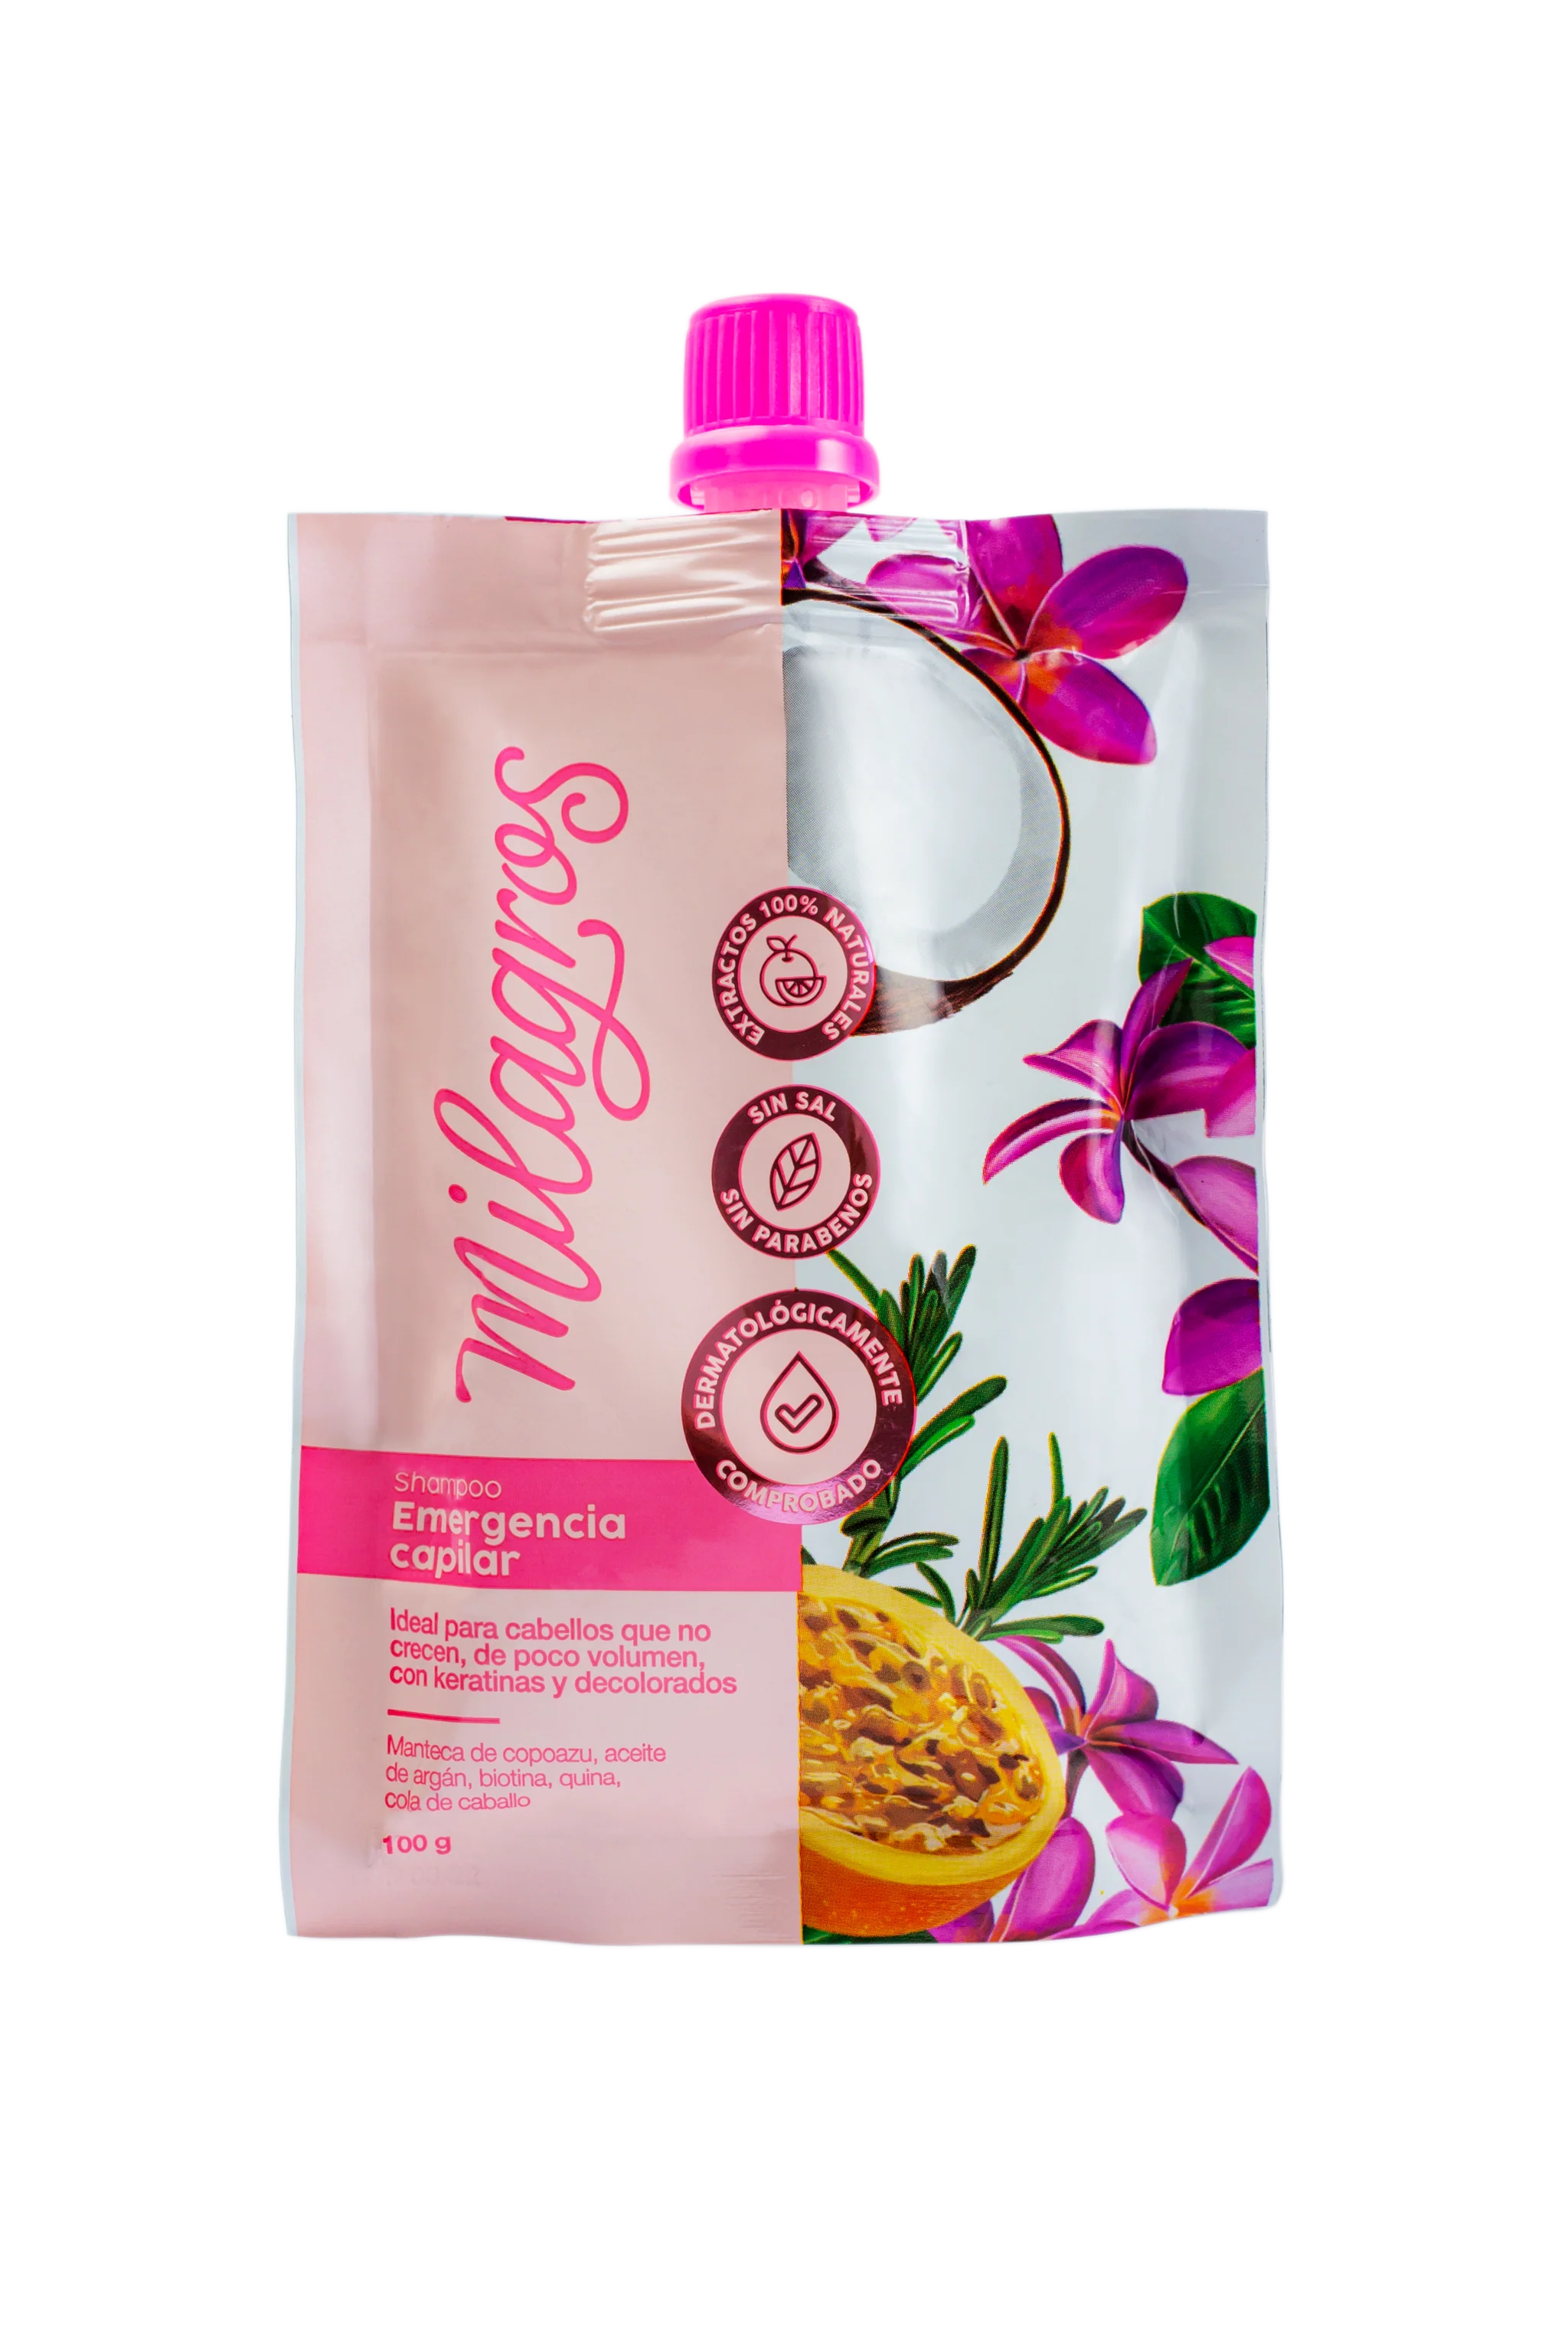 milagros
EXTRACTOS 100% NATURALES
SIN SAL
SIN PARABENOS
DERMATOLÓGICAMENTE
COMPROBADO
Shampoo
Emergencia
capilar
Ideal para cabellos que no
crecen, de poco volumen,
con keratinas y decolorados
Manteca de copoazu, aceite
de argán, biotina, quina,
cola de caballo
100 g